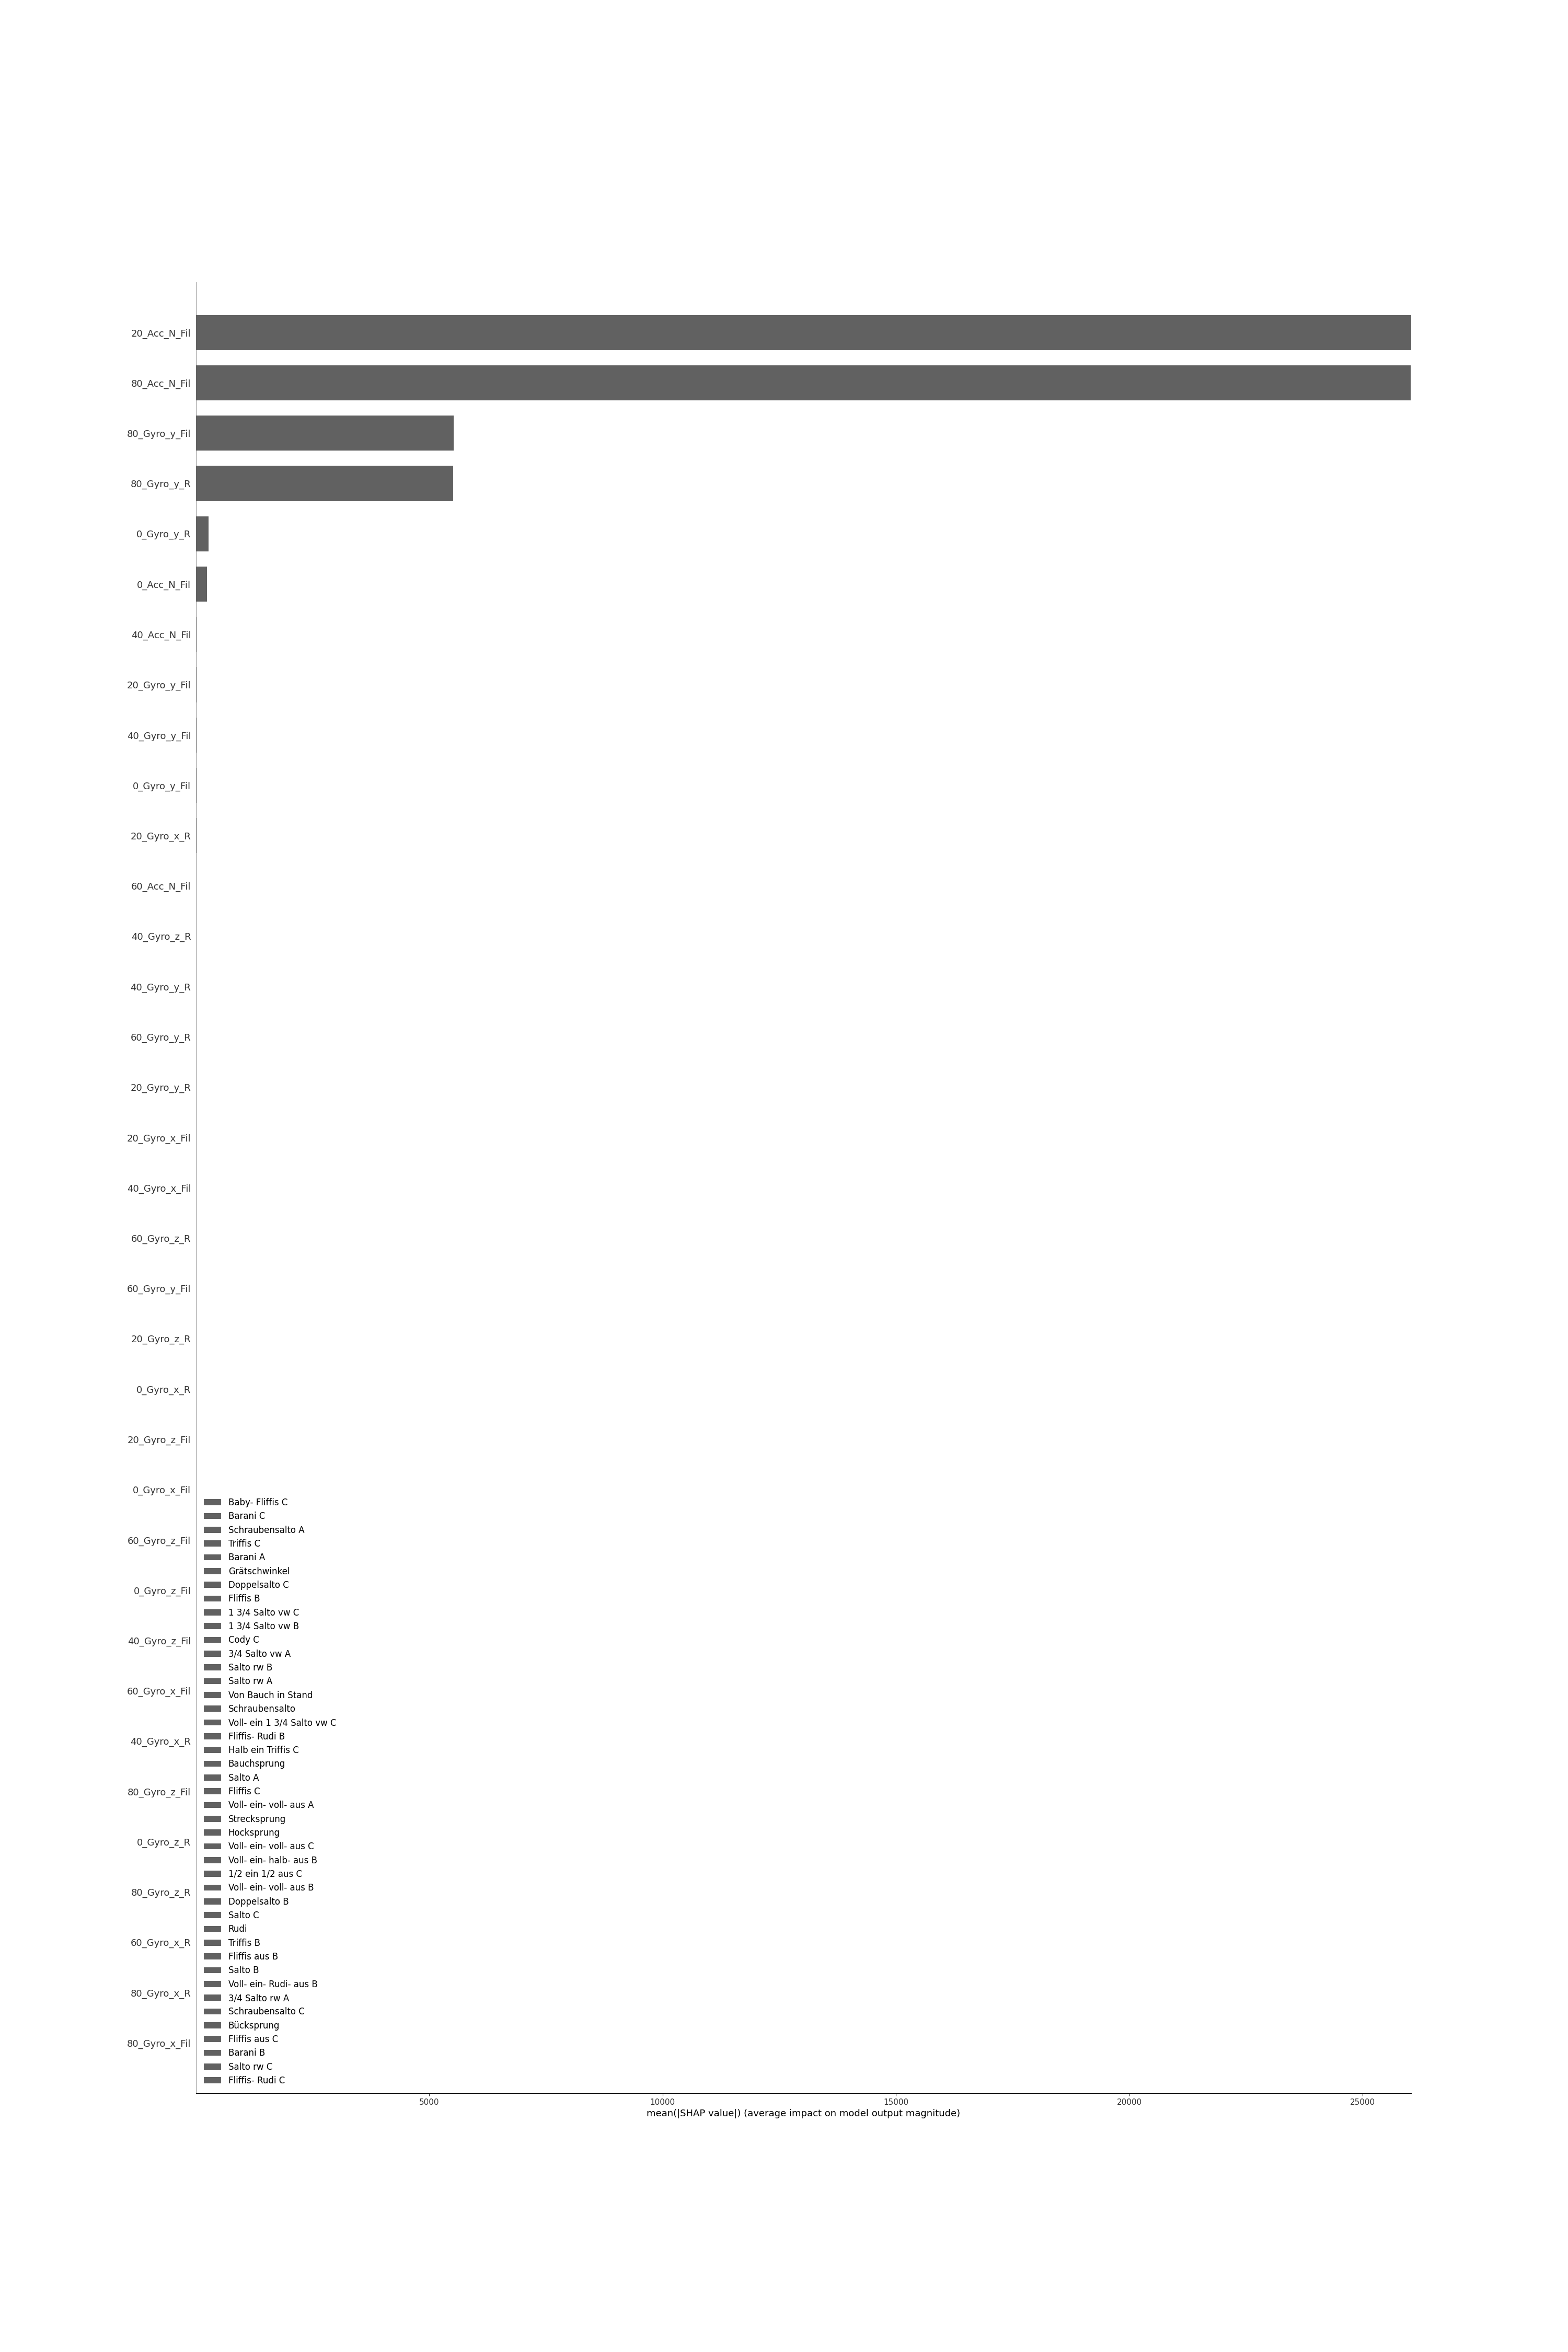 20_Acc_N_Fil
80_Acc_N_Fil
80_Gyro_y_Fil
80_Gyro_y_R
0_Gyro_y_R
0_Acc_N_Fil
40_Acc_N_Fil
20_Gyro_y_Fil
40_Gyro_y_Fil
0_Gyro_y_Fil
20_Gyro_x_R
60_Acc_N_Fil
40_Gyro_z_R
40_Gyro_y_R
60_Gyro_y_R
20_Gyro_y_R
20_Gyro_x_Fil
40_Gyro_x_Fil
60_Gyro_z_R
60_Gyro_y_Fil
20_Gyro_z_R
0_Gyro_x_R
20_Gyro_z_Fil
0_Gyro_x_Fil
60_Gyro_z_Fil
0_Gyro_z_Fil
40_Gyro_z_Fil
60_Gyro_x_Fil
40_Gyro_x_R
80_Gyro_z_Fil
0_Gyro_z_R
80_Gyro_z_R
60_Gyro_x_R
80_Gyro_x_R
80_Gyro_x_Fil
Baby- Fliffis C
Barani C
Schraubensalto A
Triffis C
Barani A
Grätschwinkel
Doppelsalto C
Fliffis B
1 3/4 Salto vw C
1 3/4 Salto vw B
Cody C
3/4 Salto vw A
Salto rw B
Salto rw A
Von Bauch in Stand
Schraubensalto
Voll- ein 1 3/4 Salto vw C
Fliffis- Rudi B
Halb ein Triffis C
Bauchsprung
Salto A
Fliffis C
Voll- ein- voll- aus A
Strecksprung
Hocksprung
Voll- ein- voll- aus C
Voll- ein- halb- aus B
1/2 ein 1/2 aus C
Voll- ein- voll- aus B
Doppelsalto B
Salto C
Rudi
Triffis B
Fliffis aus B
Salto B
Voll- ein- Rudi- aus B
3/4 Salto rw A
Schraubensalto C
Bücksprung
Fliffis aus C
Barani B
Salto rw C
Fliffis- Rudi C
5000 10000 15000 20000 25000
mean(|SHAP value|) (average impact on model output magnitude)